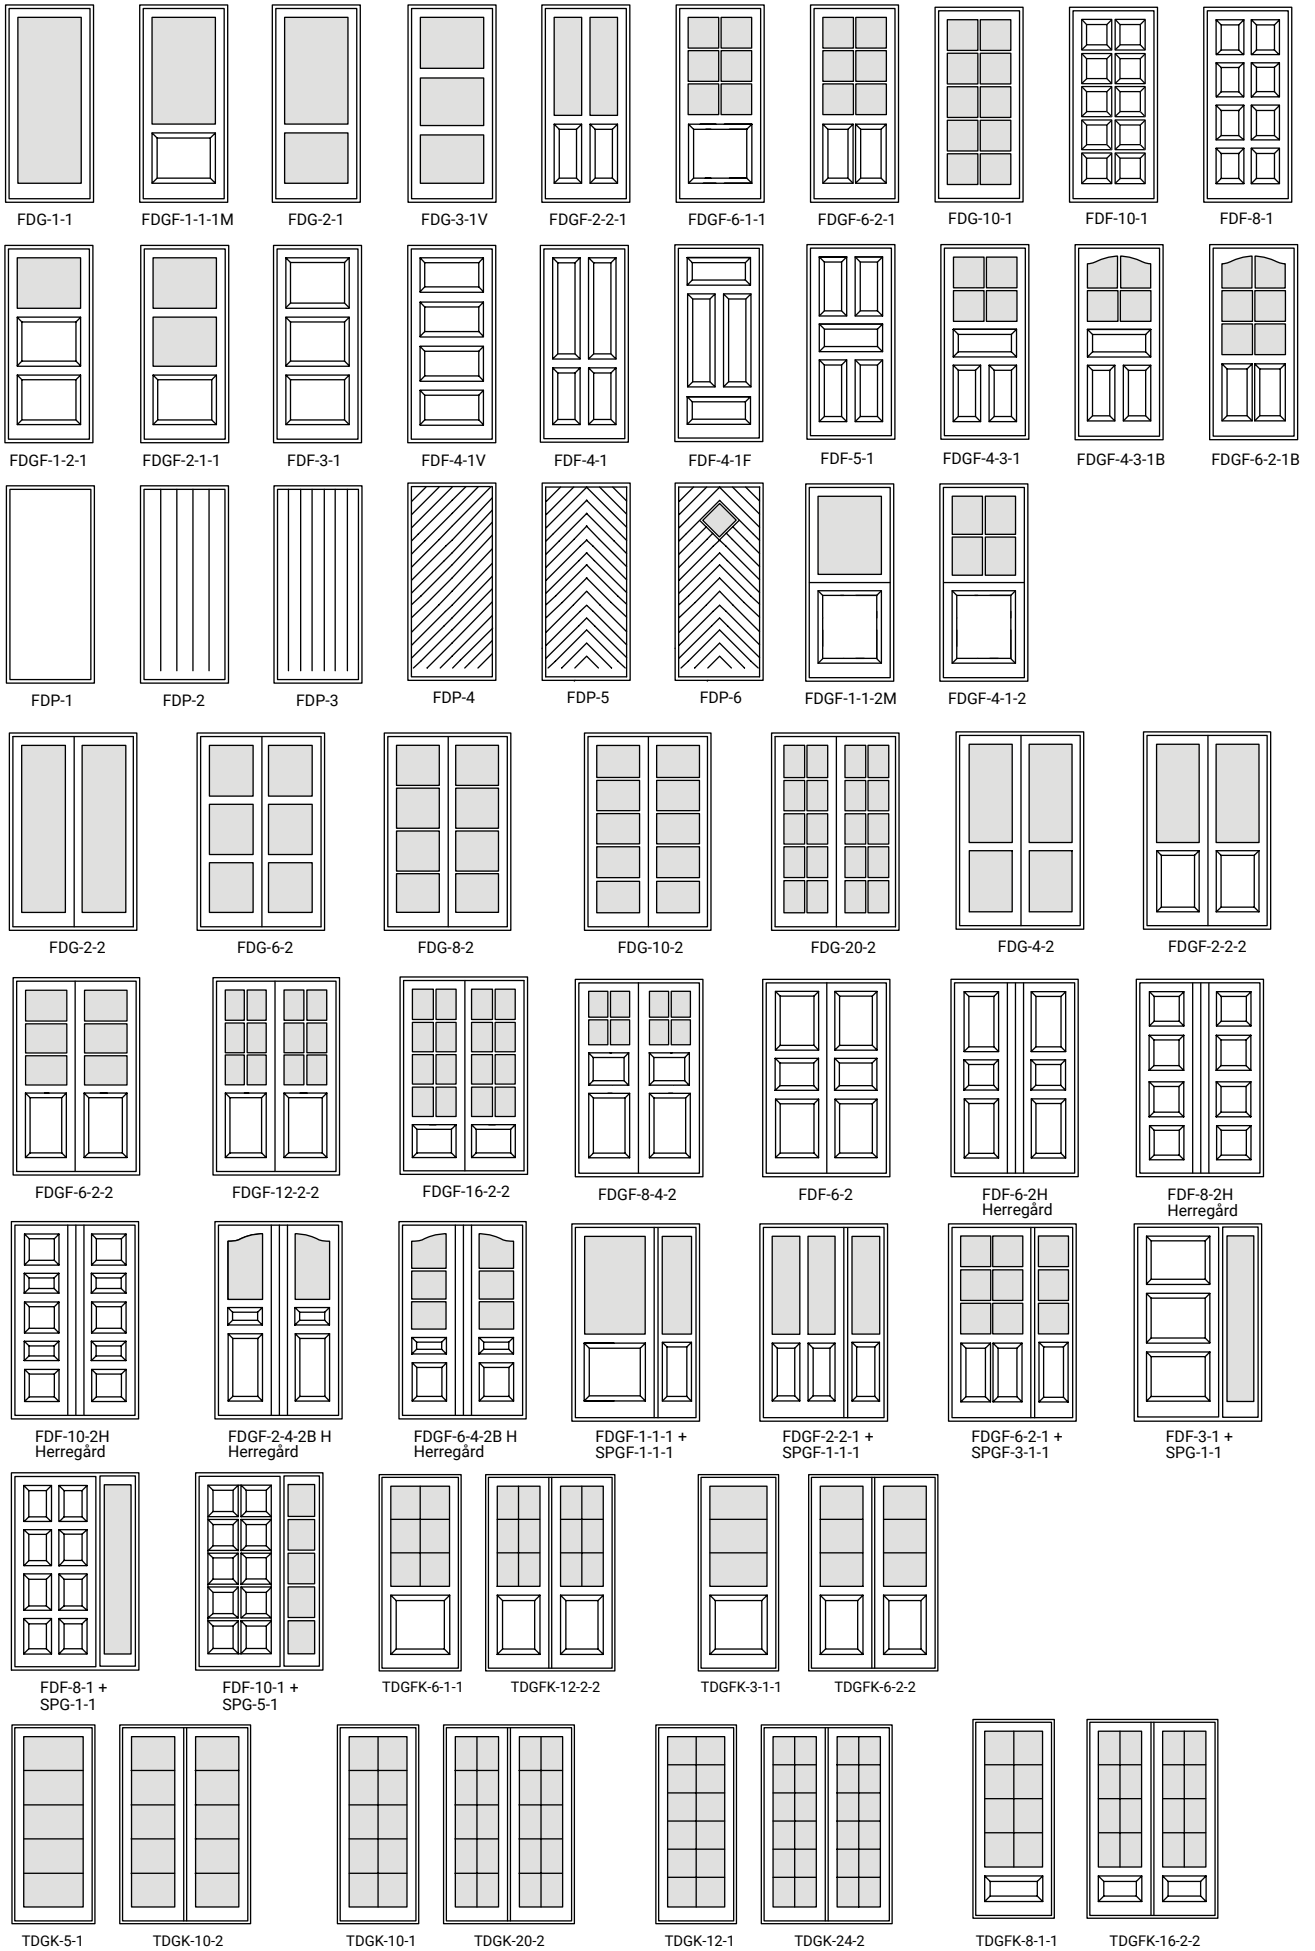 FDG-1-1
FDGF-1-1-1M
FDG-2-1
FDG-3-1V
FDGF-2-2-1
FDGF-6-1-1
FDGF-6-2-1
FDG-10-1
FDF-10-1
FDF-8-1
FDGF-1-2-1
FDGF-2-1-1
FDF-3-1
FDF-4-1V
FDF-4-1
FDF-4-1F
FDF-5-1
FDGF-4-3-1
FDGF-4-3-1B
FDGF-6-2-1B
FDP-1
FDP-2
FDP-3
FDP-4
FDP-5
FDP-6
FDGF-1-1-2M
FDGF-4-1-2
FDG-2-2
FDG-6-2
FDG-8-2
FDG-10-2
FDG-20-2
FDG-4-2
FDGF-2-2-2
FDGF-6-2-2
FDGF-12-2-2
FDGF-16-2-2
FDGF-8-4-2
FDF-6-2
FDF-6-2H
Herregård
FDF-8-2H
Herregård
FDF-10-2H
Herregård
FDGF-2-4-2B H
Herregård
FDGF-6-4-2B H
Herregård
FDGF-1-1-1 +
SPGF-1-1-1
FDGF-2-2-1 +
SPGF-1-1-1
FDGF-6-2-1 +
SPGF-3-1-1
FDF-3-1 +
SPG-1-1
FDF-8-1 +
SPG-1-1
FDF-10-1 +
SPG-5-1
TDGFK-6-1-1
TDGFK-12-2-2
TDGFK-3-1-1
TDGFK-6-2-2
TDGK-5-1
TDGK-10-2
TDGK-10-1
TDGK-20-2
TDGK-12-1
TDGK-24-2
TDGFK-8-1-1
TDGFK-16-2-2